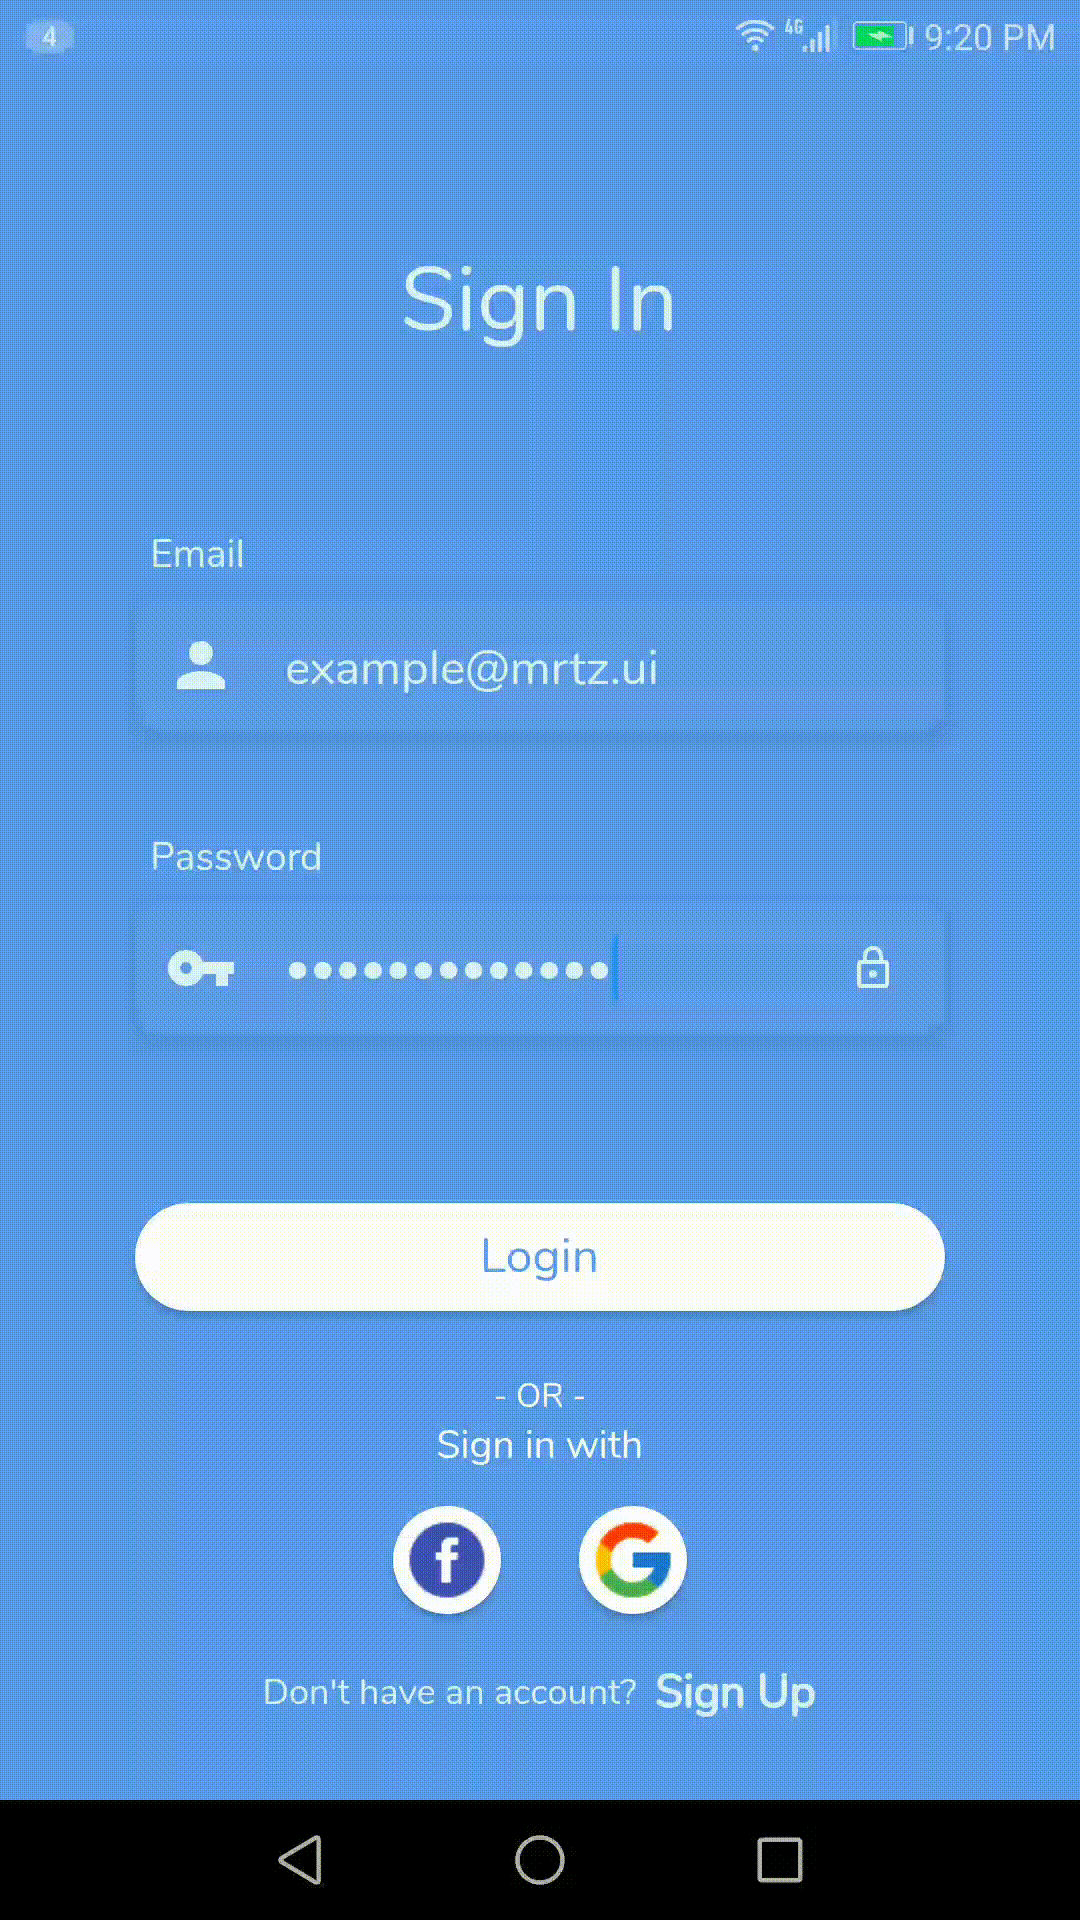 4 4G 9:20 PM
Sign In
Email
example@mrtz.ui
Password
●●●●●●●●●●●●●
Login
- OR -
Sign in with
f G
Don't have an account? Sign Up